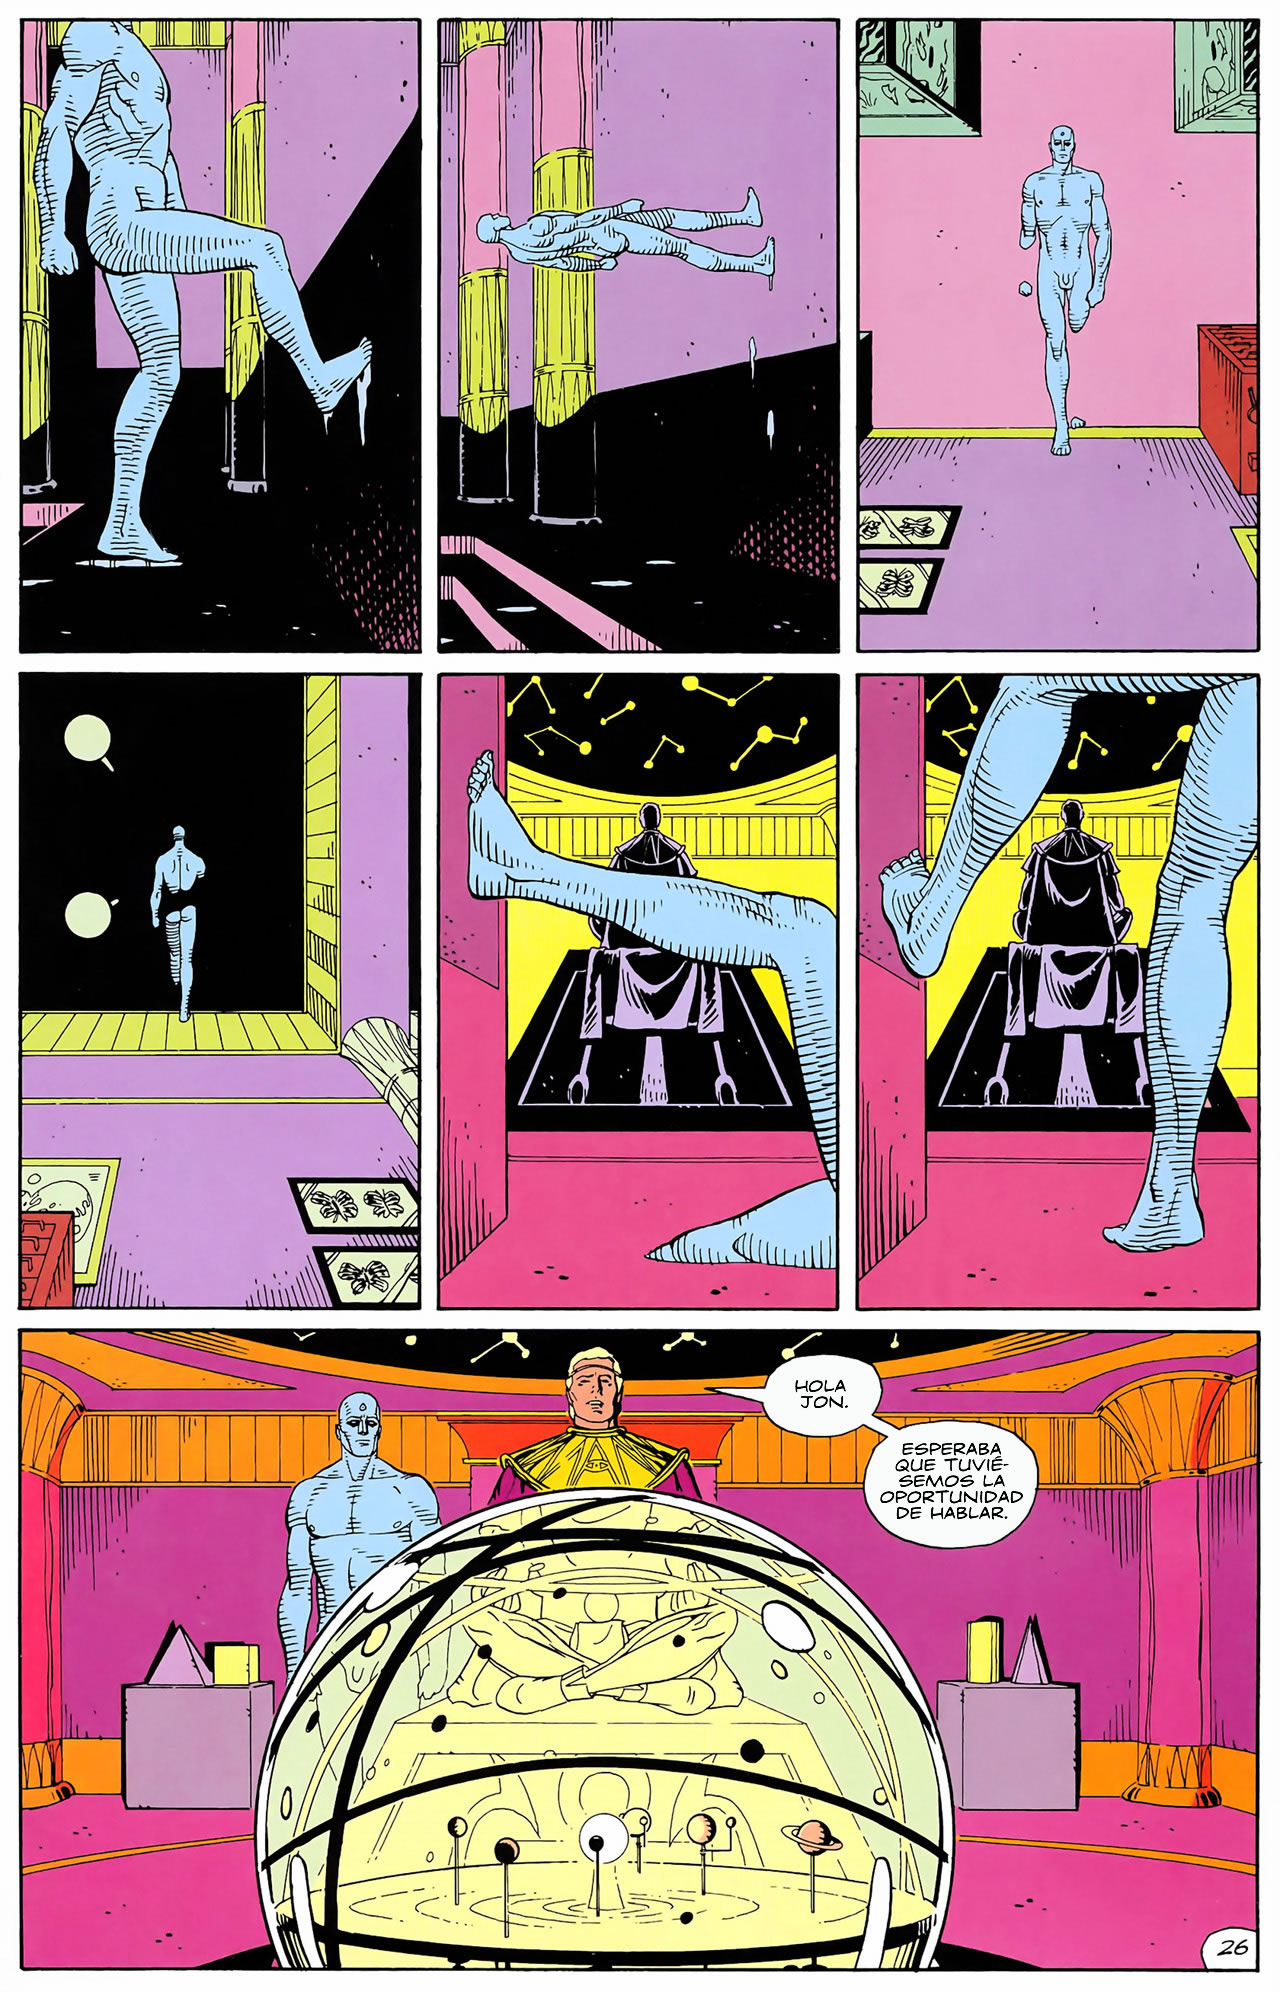 HOLA
JON.
ESPERABA
QUE TUVIÉ-
SEMOS LA
OPORTUNIDAD
DE HABLAR.
26